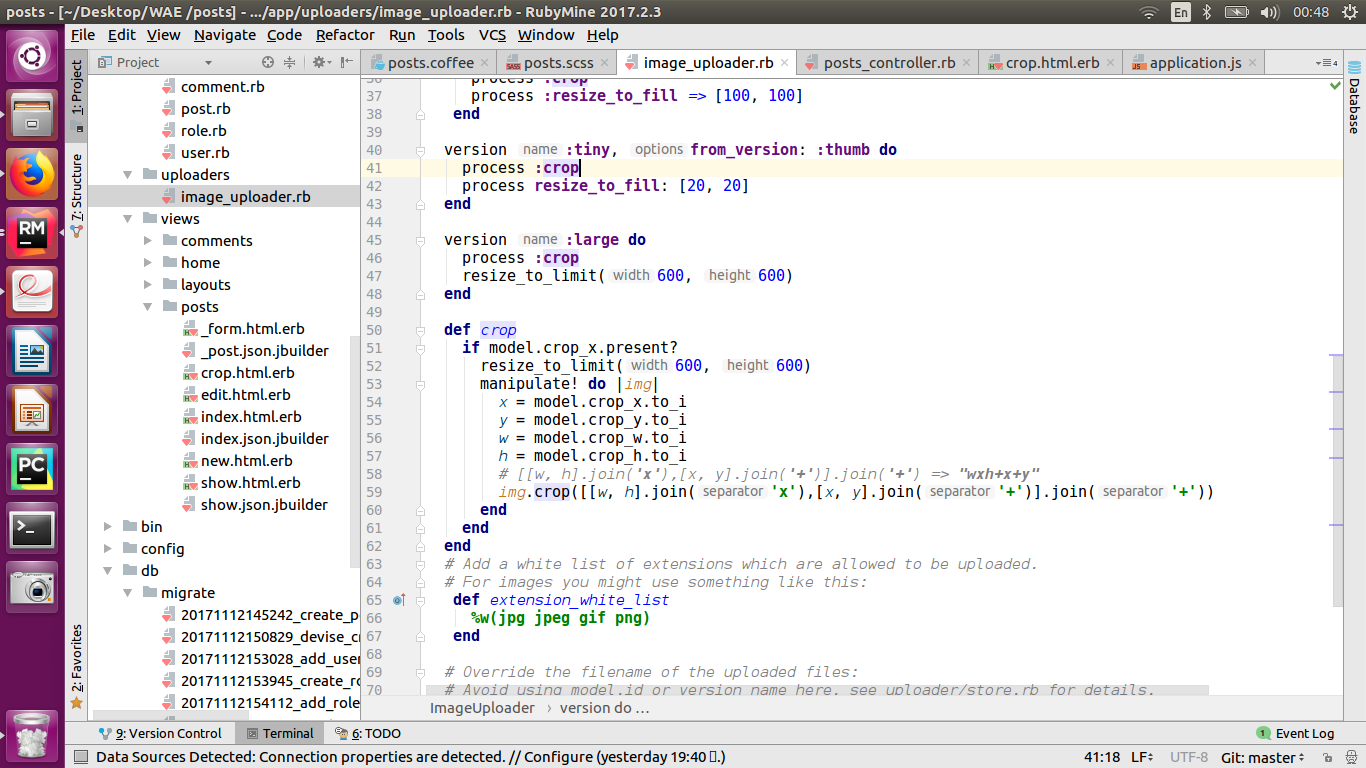 posts - [~/Desktop/WAE /posts] - .../app/uploaders/image_uploader.rb - RubyMine 2017.2.3
En
00:48
File Edit View Navigate Code Refactor Run Tools VCS Window Help
Project
posts.coffee
posts.scss
image_uploader.rb
posts_controller.rb
crop.html.erb
application.js
4
1: Project
7: Structure
2: Favorites
comment.rb
post.rb
role.rb
user.rb
uploaders
image_uploader.rb
views
comments
home
layouts
posts
_form.html.erb
_post.json.jbuilder
crop.html.erb
edit.html.erb
index.html.erb
index.json.jbuilder
new.html.erb
show.html.erb
show.json.jbuilder
bin
config
db
migrate
20171112145242_create_p
20171112150829_devise_c
20171112153028_add_user
20171112153945_create_r
20171112154112_add_role
36 process :crop
37 process :resize_to_fill => [100, 100]
38 end
39
40 version name :tiny, options from_version: :thumb do
41 process :crop
42 process resize_to_fill: [20, 20]
43 end
44
45 version name :large do
46 process :crop
47 resize_to_limit( width 600, height 600)
48 end
49
50 def crop
51 if model.crop_x.present?
52 resize_to_limit( width 600, height 600)
53 manipulate! do |img|
54 x = model.crop_x.to_i
55 y = model.crop_y.to_i
56 w = model.crop_w.to_i
57 h = model.crop_h.to_i
58 # [[w, h].join('x'),[x, y].join('+')].join('+') => "wxh+x+y"
59 img.crop([[w, h].join( separator 'x'),[x, y].join( separator '+')].join( separator '+'))
60 end
61 end
62 end
63 # Add a white list of extensions which are allowed to be uploaded.
64 # For images you might use something like this:
65 def extension_white_list
66 %w(jpg jpeg gif png)
67 end
68
69 # Override the filename of the uploaded files:
70 # Avoid using model.id or version_name here, see uploader/store.rb for details.
ImageUploader
version do ...
Database
RM
PC
9: Version Control
Terminal
6: TODO
1 Event Log
Data Sources Detected: Connection properties are detected. // Configure (yesterday 19:40 .)
41:18 LF UTF-8 Git: master